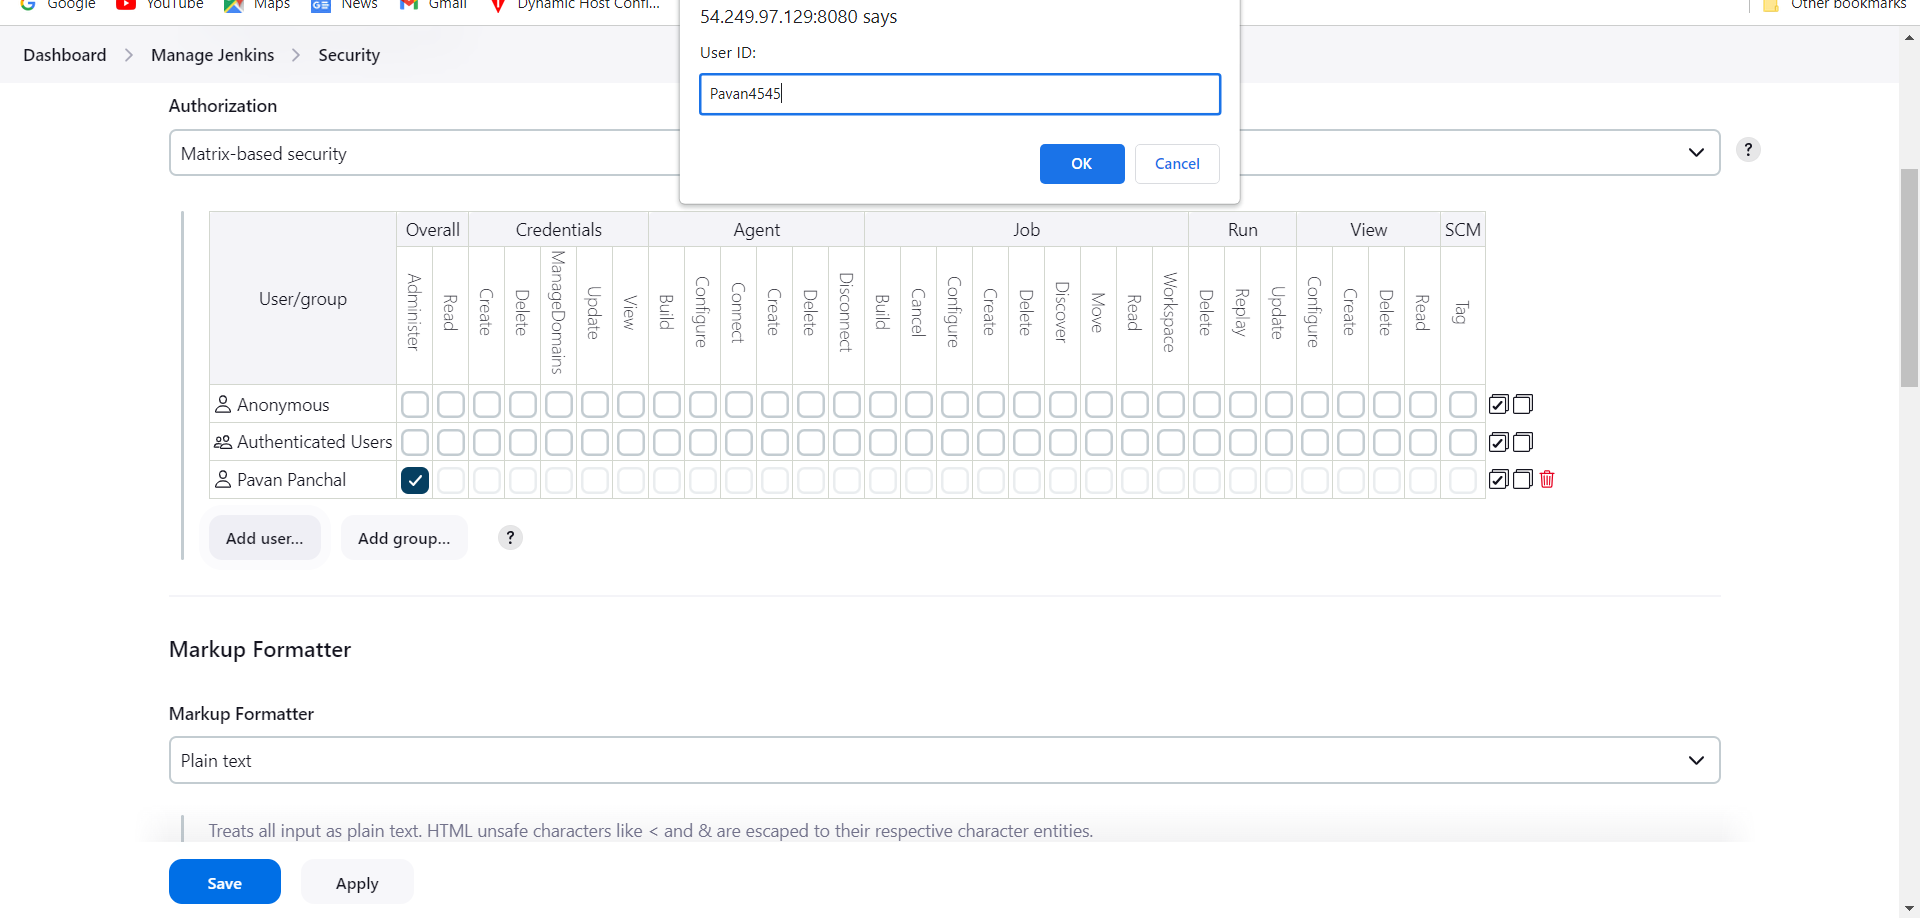 Google YouTube Maps News Gmail Dynamic Host Confi... Other bookmarks
54.249.97.129:8080 says
User ID:
Pavan4545
OK Cancel
Dashboard Manage Jenkins Security
Authorization
Matrix-based security
?
User/group Overall Credentials Agent Job Run View SCM
Administer Read Create Delete ManageDomains Update View Build Configure Connect Create Delete Disconnect Build Cancel Configure Create Delete Discover Move Read Workspace Delete Replay Update Configure Create Delete Read Tag
Anonymous
Authenticated Users
Pavan Panchal
Add user... Add group... ?
Markup Formatter
Markup Formatter
Plain text
Treats all input as plain text. HTML unsafe characters like < and & are escaped to their respective character entities.
Save Apply